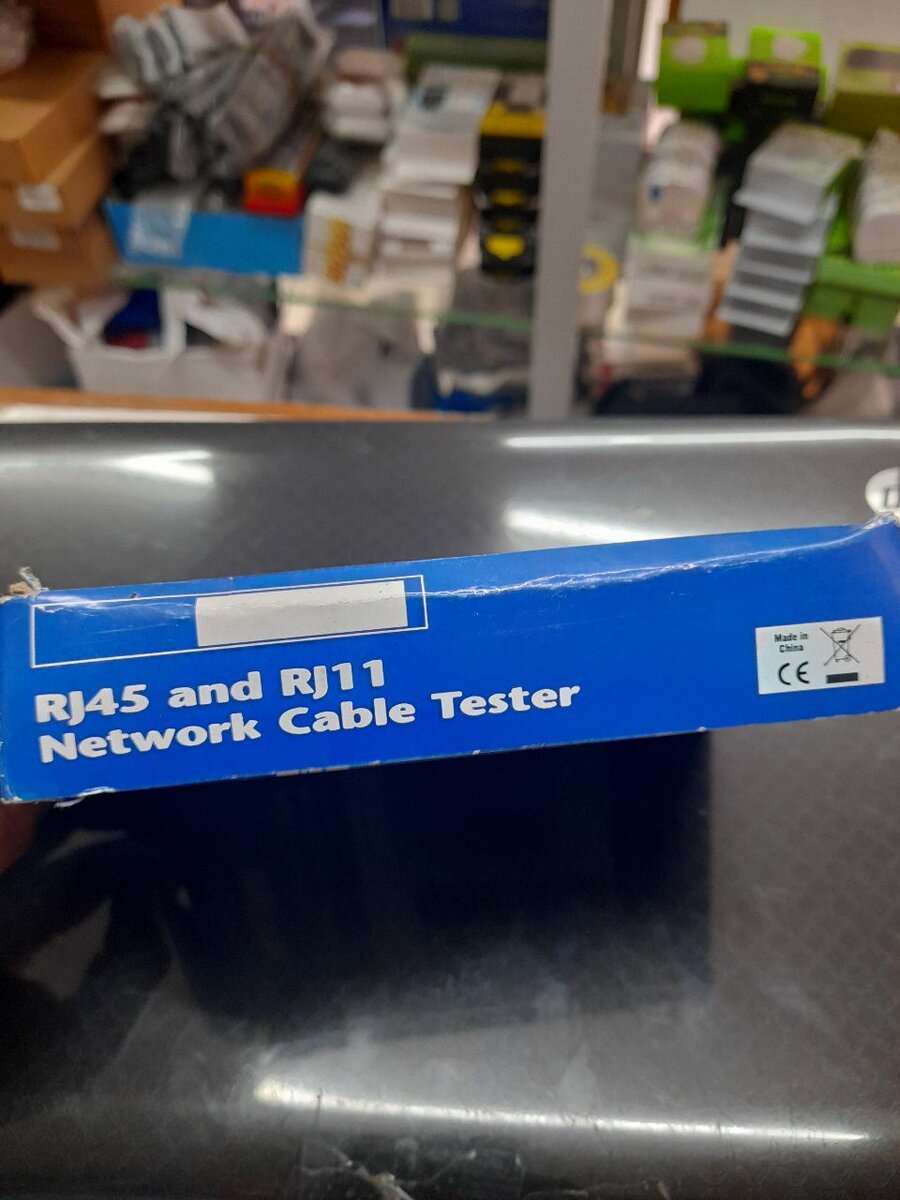 RJ45 and RJ11
Network Cable Tester
Made in
China
CE